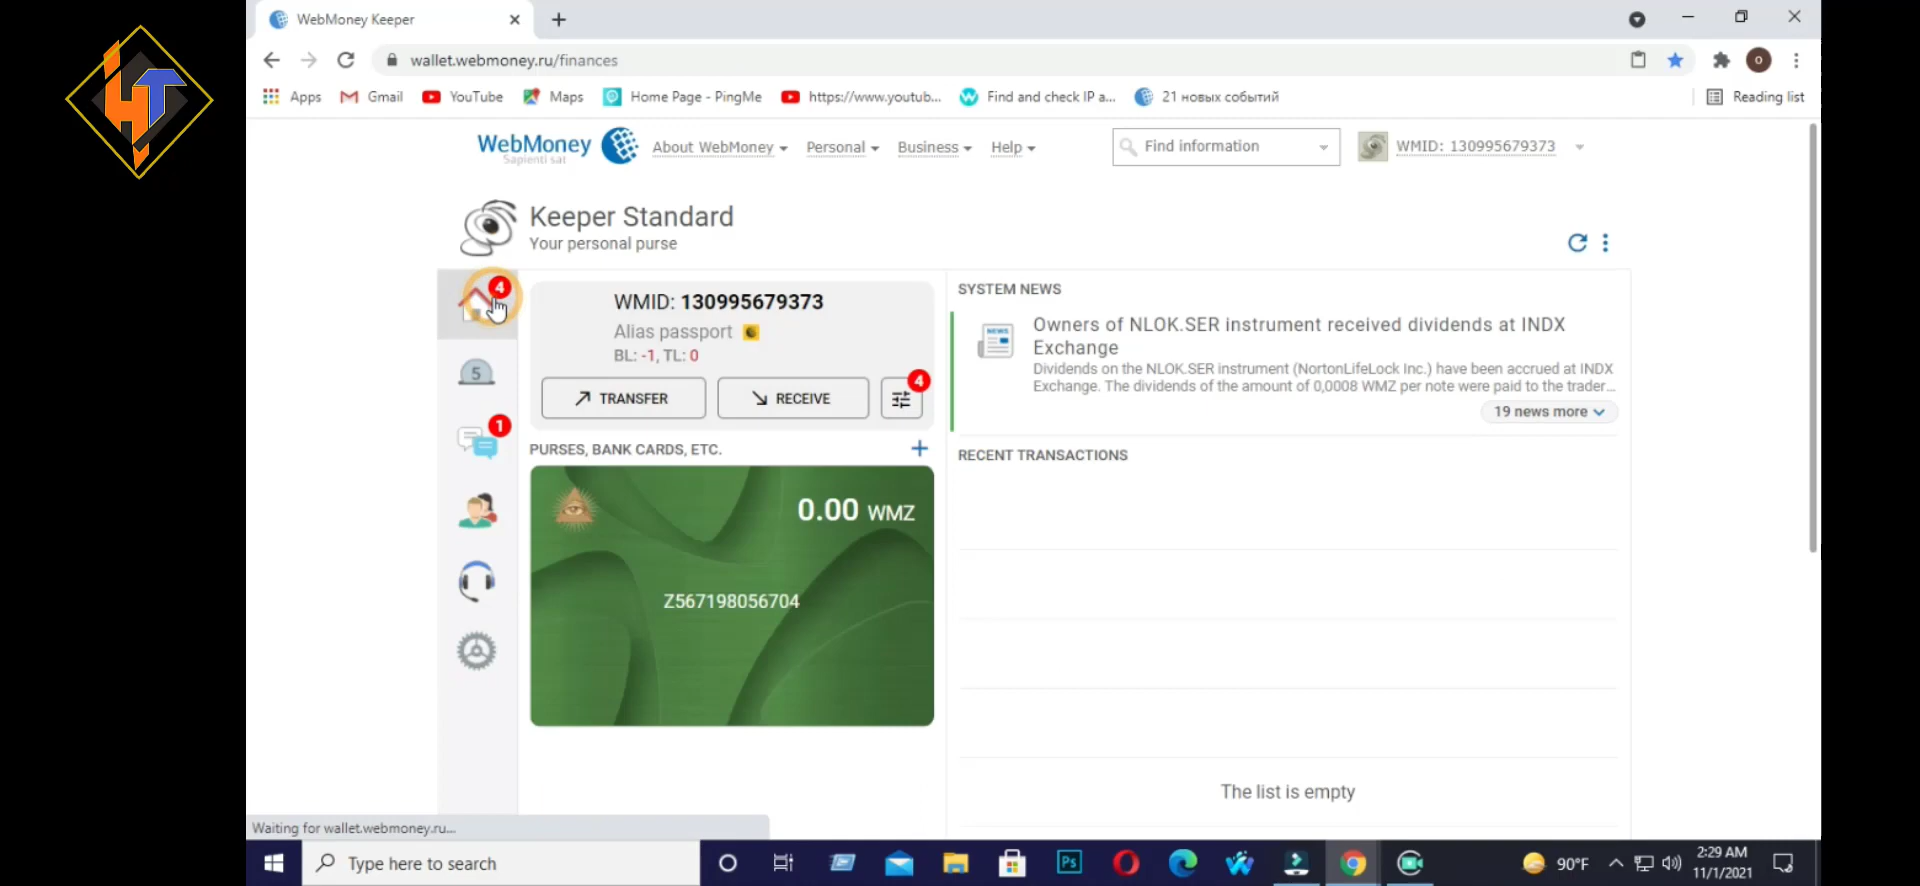 HT
WebMoney Keeper
wallet.webmoney.ru/finances
O
Apps
Gmail
YouTube
Maps
Home Page - PingMe
https://www.youtub...
Find and check IP a...
21 новых событий
Reading list
WebMoney
Sapienti sat
About WebMoney
Personal
Business
Help
Find information
WMID: 130995679373
Keeper Standard
Your personal purse
4
5
1
WMID: 130995679373
Alias passport
BL: -1, TL: 0
TRANSFER
RECEIVE
4
PURSES, BANK CARDS, ETC.
0.00 WMZ
Z567198056704
SYSTEM NEWS
NEWS
Owners of NLOK.SER instrument received dividends at INDX
Exchange
Dividends on the NLOK.SER instrument (NortonLifeLock Inc.) have been accrued at INDX
Exchange. The dividends of the amount of 0,0008 WMZ per note were paid to the trader...
19 news more
RECENT TRANSACTIONS
The list is empty
Waiting for wallet.webmoney.ru...
Type here to search
Ps
90°F
2:29 AM
11/1/2021